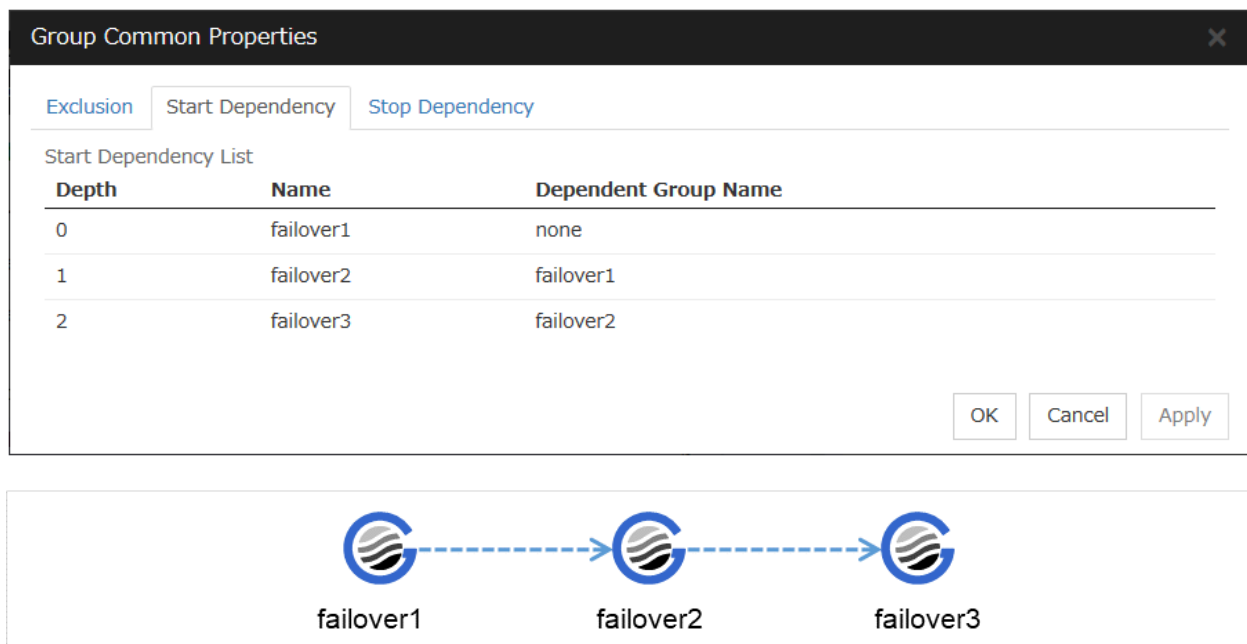 Group Common Properties ×
Exclusion Start Dependency Stop Dependency
Start Dependency List
Depth Name Dependent Group Name
0 failover1 none
1 failover2 failover1
2 failover3 failover2
OK Cancel Apply
failover1 failover2 failover3